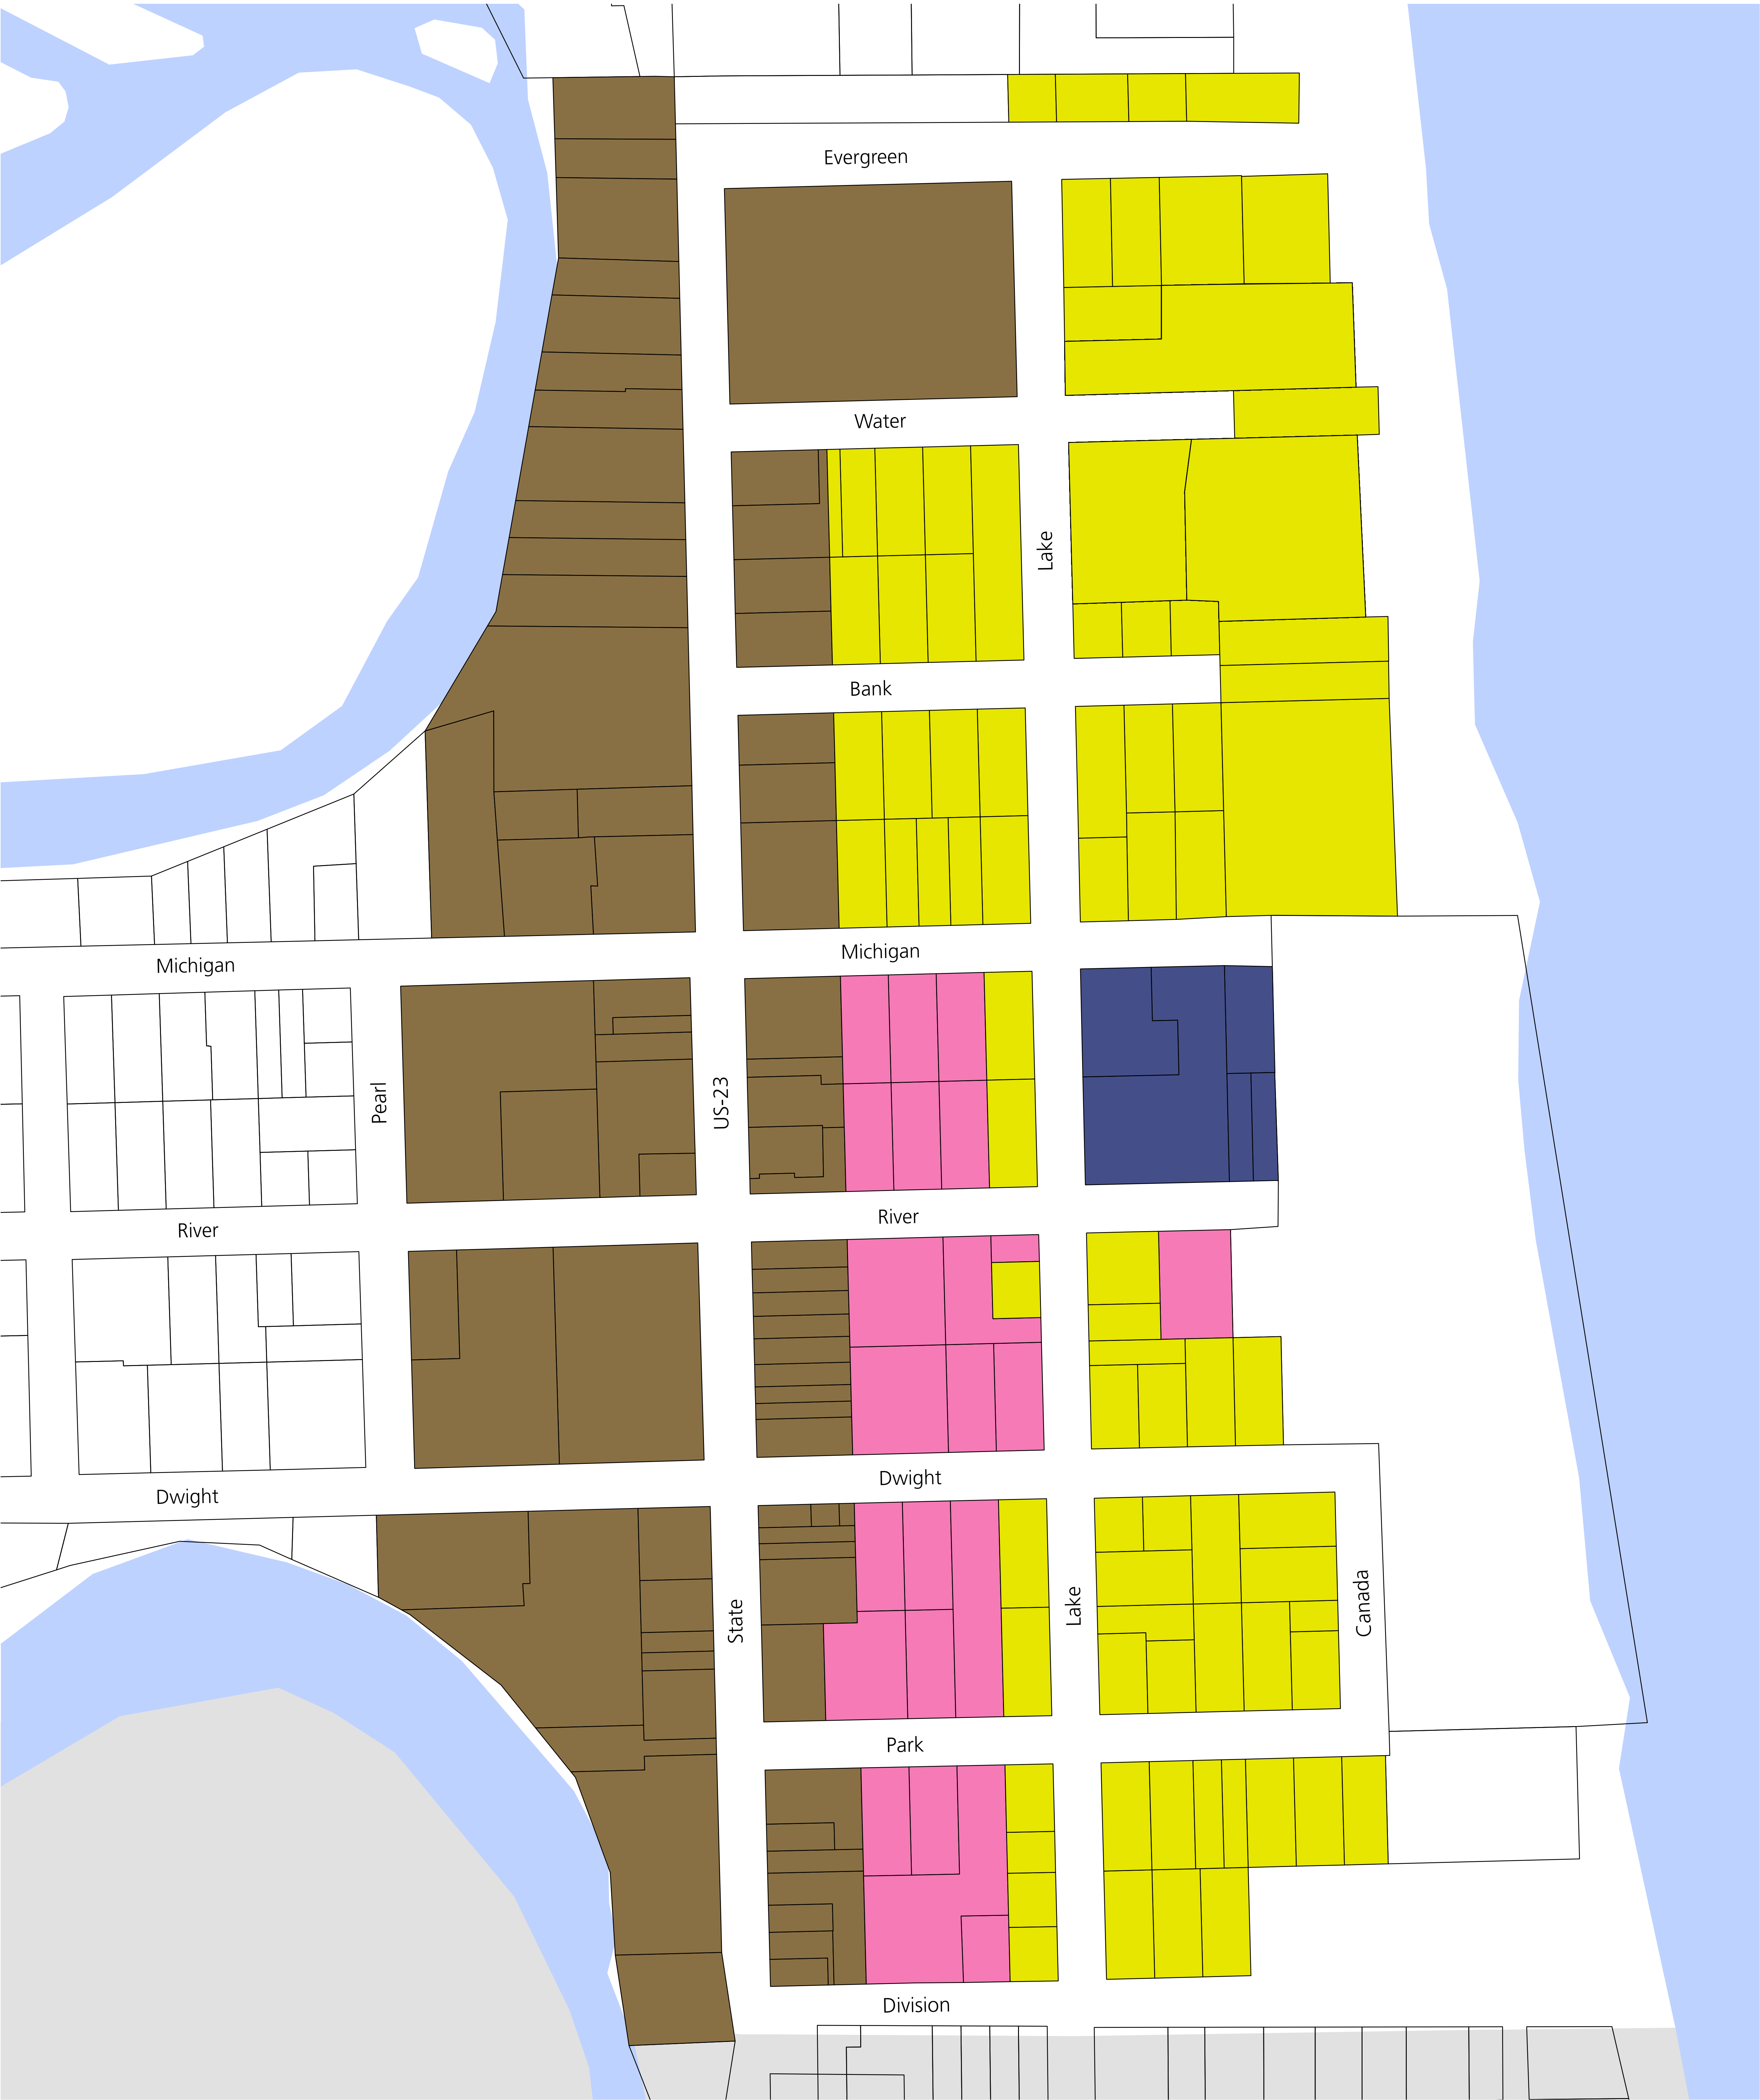 Evergreen
Water
Lake
Bank
Michigan
Michigan
Pearl
US-23
River
River
Dwight
Dwight
State
Lake
Canada
Park
Division